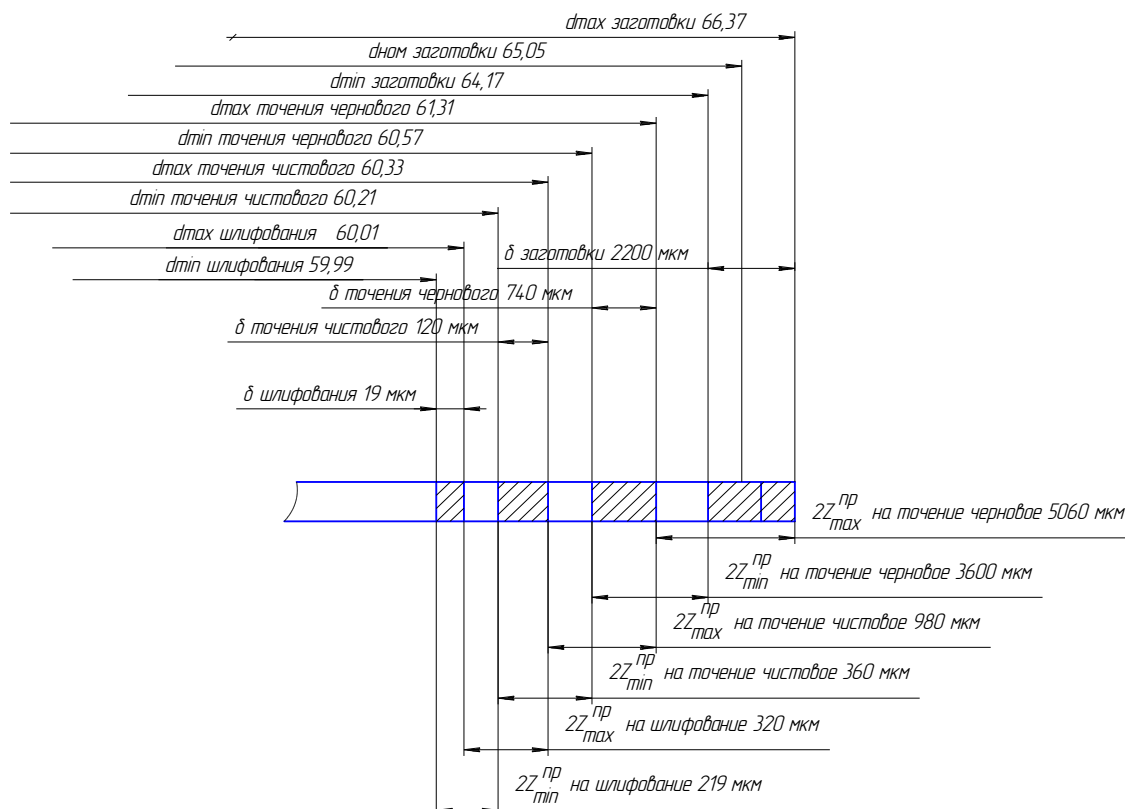 dmax заготовки 66,37
dном заготовки 65,05
dmin заготовки 64,17
dmax точения чернового 61,31
dmin точения чернового 60,57
dmax точения чистового 60,33
dmin точения чистового 60,21
dmax шлифования 60,01
dmin шлифования 59,99
δ заготовки 2200 мкм
δ точения чернового 740 мкм
δ точения чистового 120 мкм
δ шлифования 19 мкм
2Z max пр на точение черновое 5060 мкм
2Z min пр на точение черновое 3600 мкм
2Z max пр на точение чистовое 980 мкм
2Z min пр на точение чистовое 360 мкм
2Z max пр на шлифование 320 мкм
2Z min пр на шлифование 219 мкм